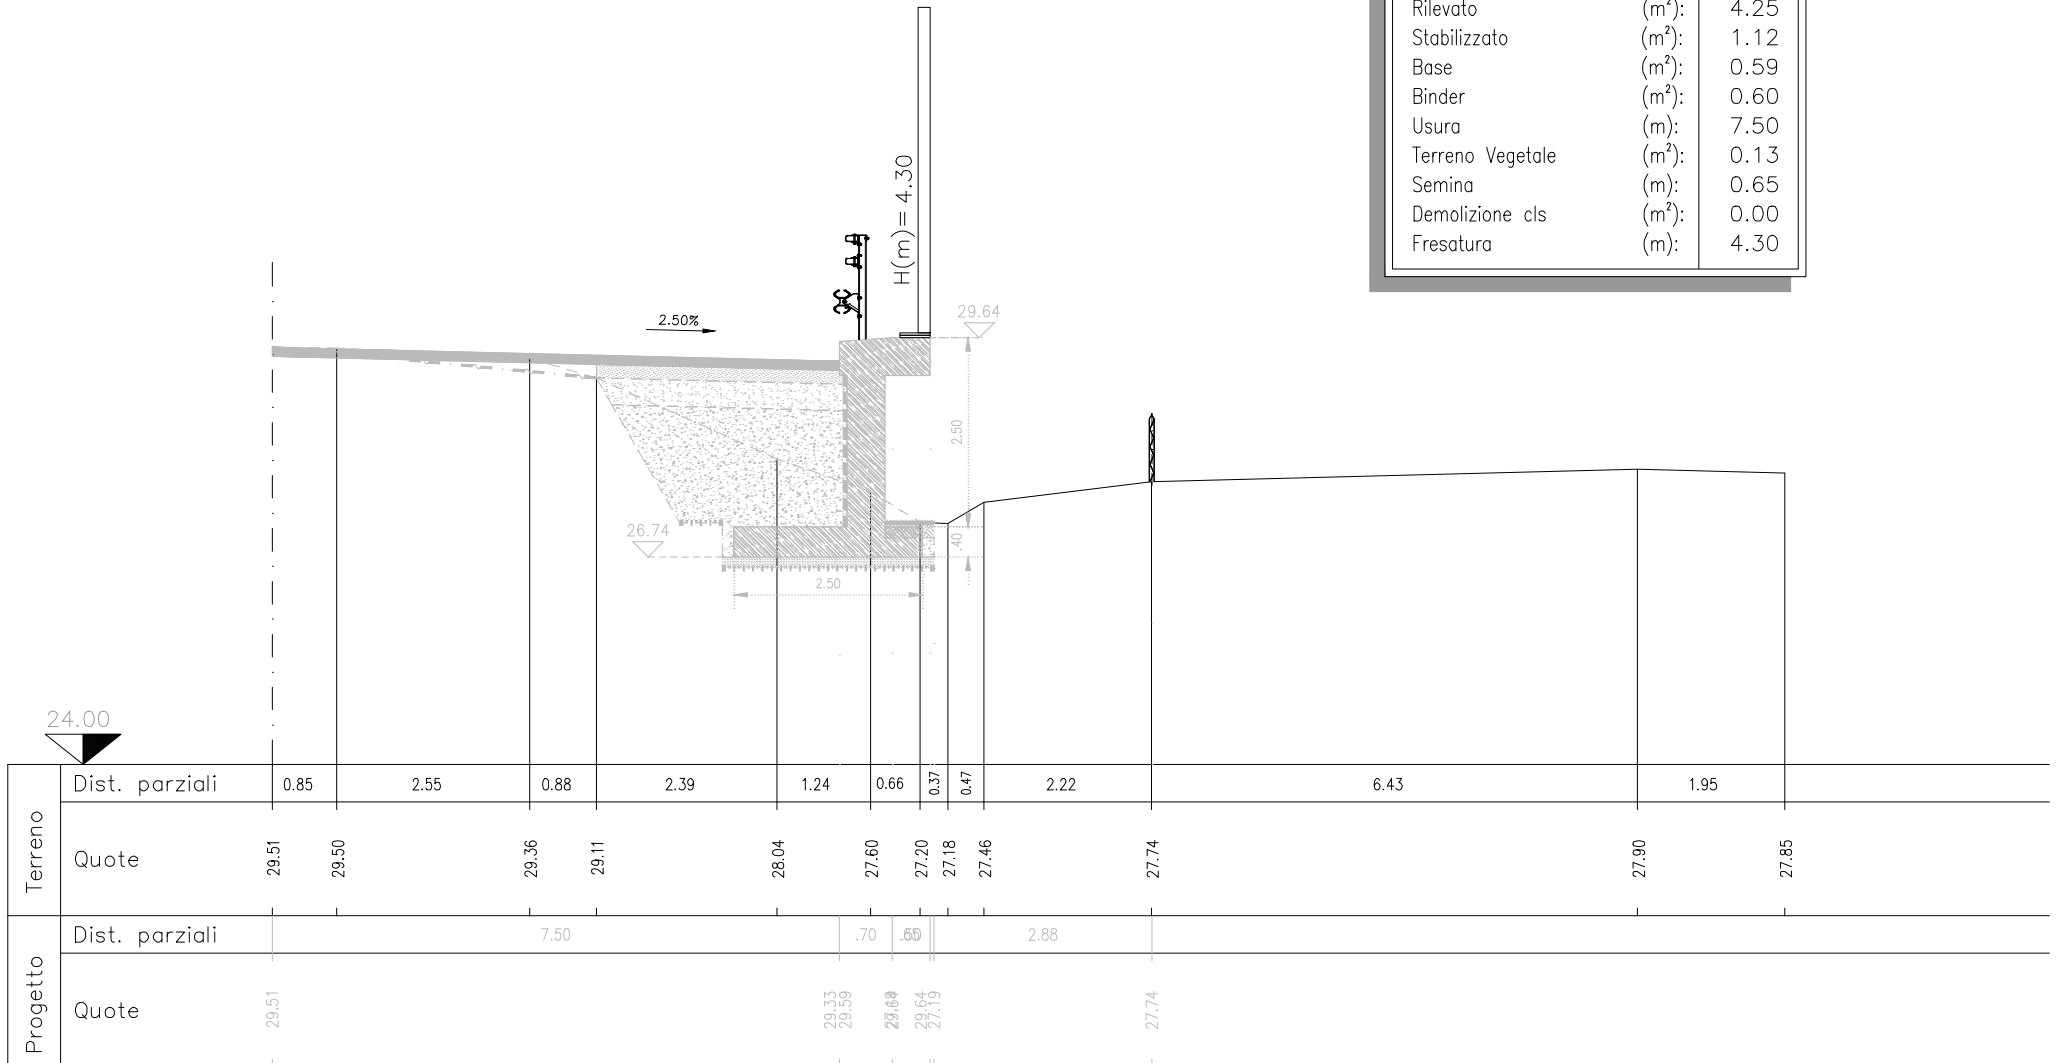 Rilevato (m²): 4.25
Stabilizzato (m²): 1.12
Base (m²): 0.59
Binder (m²): 0.60
Usura (m): 7.50
Terreno Vegetale (m²): 0.13
Semina (m): 0.65
Demolizione cls (m²): 0.00
Fresatura (m): 4.30
H(m)= 4.30
2.50%
29.64
2.50
26.74
.40
2.50
24.00
Terreno
Dist. parziali 0.85 2.55 0.88 2.39 1.24 0.66 0.37 0.47 2.22 6.43 1.95
Quote 29.51 29.50 29.36 29.11 28.04 27.60 27.20 27.18 27.46 27.74 27.90 27.85
Progetto
Dist. parziali 7.50 .70 2.88
Quote 29.51 29.33 29.59 29.64 27.19 27.74